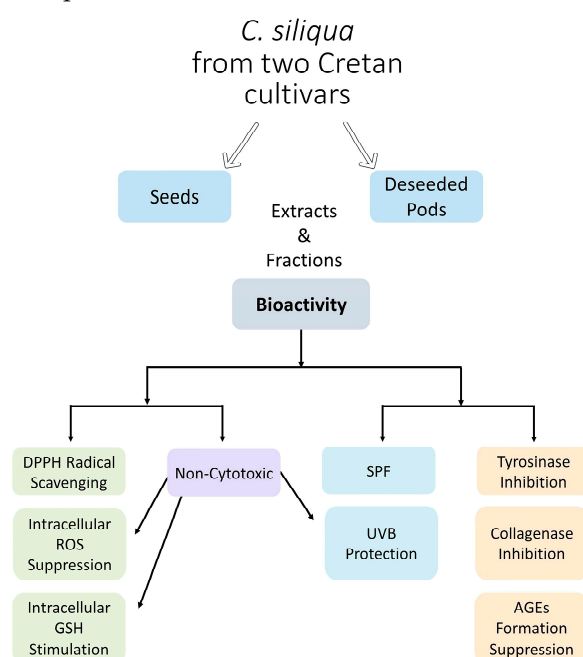 C. siliqua
from two Cretan
cultivars
Seeds
Deseeded
Pods
Extracts
&
Fractions
Bioactivity
DPPH Radical
Scavenging
Non-Cytotoxic
SPF
Tyrosinase
Inhibition
Intracellular
ROS
Suppression
UVB
Protection
Collagenase
Inhibition
Intracellular
GSH
Stimulation
AGEs
Formation
Suppression